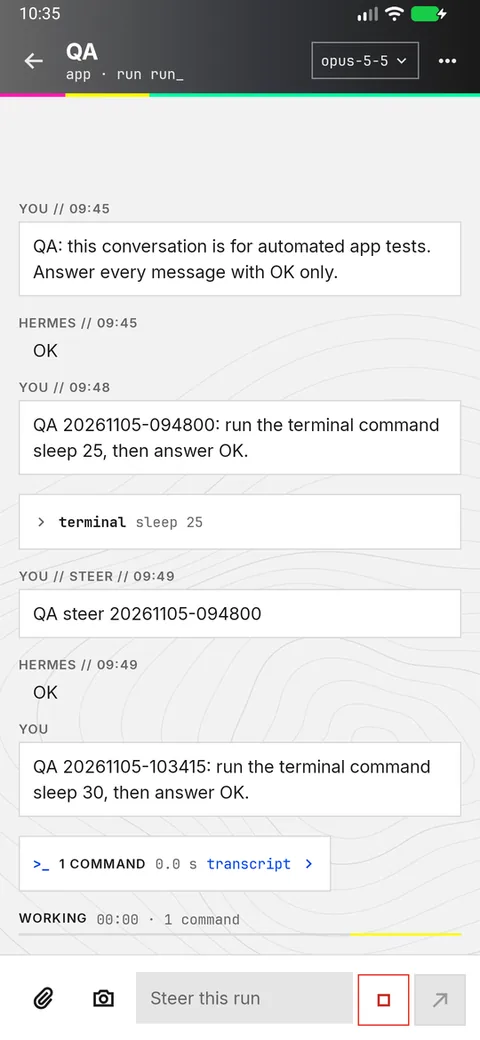 10:35
QA
app · run run_
opus-5-5
YOU // 09:45
QA: this conversation is for automated app tests.
Answer every message with OK only.
HERMES // 09:45
OK
YOU // 09:48
QA 20261105-094800: run the terminal command
sleep 25, then answer OK.
terminal sleep 25
YOU // STEER // 09:49
QA steer 20261105-094800
HERMES // 09:49
OK
YOU
QA 20261105-103415: run the terminal command
sleep 30, then answer OK.
>_ 1 COMMAND 0.0 s transcript
WORKING 00:00 · 1 command
Steer this run